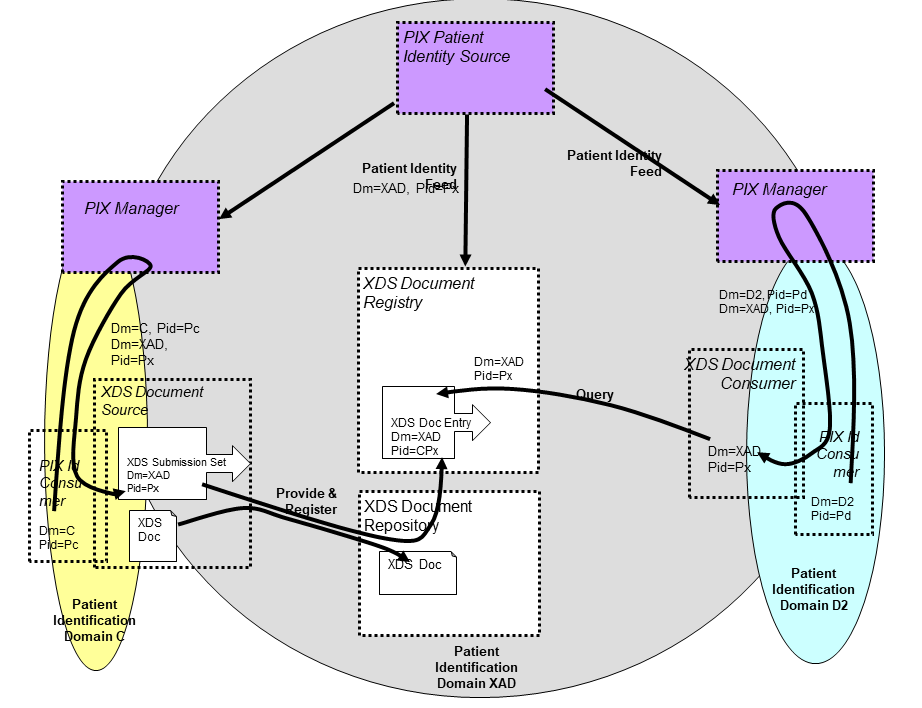 PIX Patient
Identity Source
Patient Identity
Feed
Dm=XAD, Pid=Px
Patient Identity
Feed
PIX Manager
PIX Manager
XDS Document
Registry
Dm=D2, Pid=Pd
Dm=XAD, Pid=Px
Dm=C, Pid=Pc
Dm=XAD,
Pid=Px
Dm=XAD
Pid=Px
XDS Document
Consumer
XDS Document
Source
Query
XDS Doc Entry
Dm=XAD
Pid=CPx
PIX Id
Consu
mer
Dm=C
Pid=Pc
XDS Submission Set
Dm=XAD
Pid=Px
Dm=XAD
Pid=Px
PIX Id
Consu
mer
Dm=D2
Pid=Pd
Provide &
Register
XDS Document
Repository
XDS
Doc
XDS Doc
Patient
Identification
Domain C
Patient
Identification
Domain D2
Patient
Identification
Domain XAD